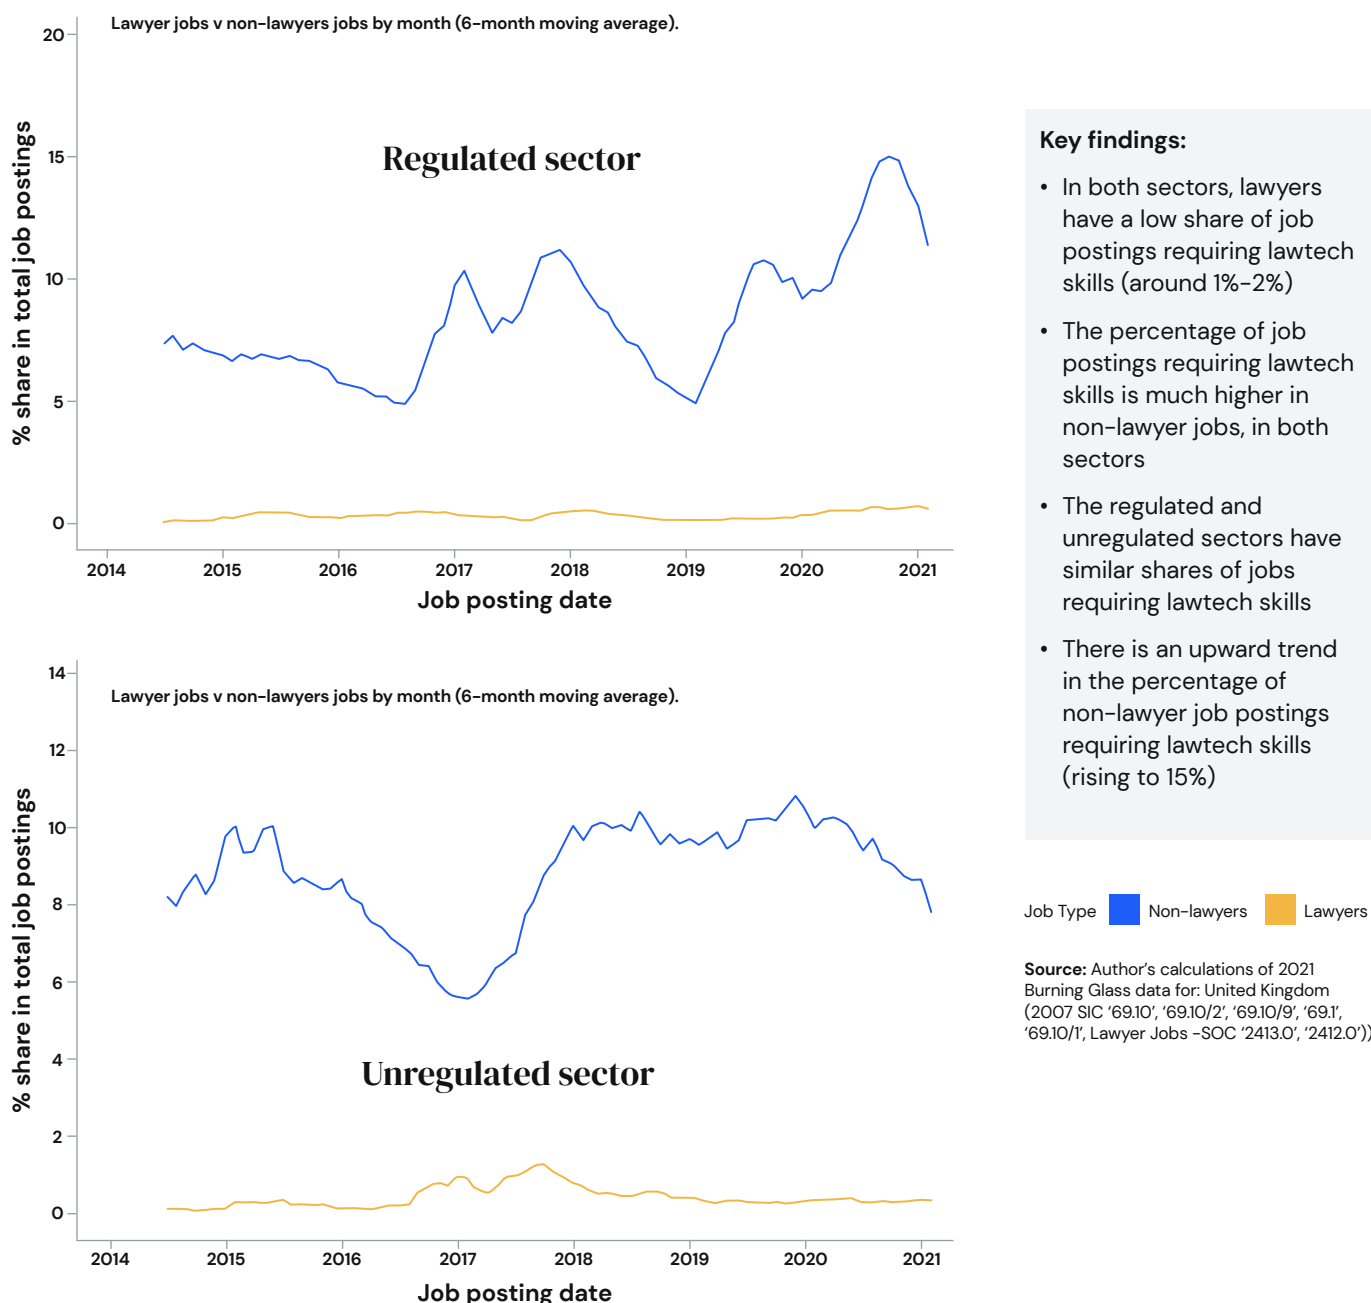 Lawyer jobs v non-lawyers jobs by month (6-month moving average).
20
15
10
5
0
% share in total job postings
Regulated sector
2014 2015 2016 2017 2018 2019 2020 2021
Job posting date
14
12
10
8
6
4
2
0
% share in total job postings
Lawyer jobs v non-lawyers jobs by month (6-month moving average).
Unregulated sector
2014 2015 2016 2017 2018 2019 2020 2021
Job posting date
Key findings:
• In both sectors, lawyers
have a low share of job
postings requiring lawtech
skills (around 1%-2%)
• The percentage of job
postings requiring lawtech
skills is much higher in
non-lawyer jobs, in both
sectors
• The regulated and
unregulated sectors have
similar shares of jobs
requiring lawtech skills
• There is an upward trend
in the percentage of
non-lawyer job postings
requiring lawtech skills
(rising to 15%)
Job Type Non-lawyers Lawyers
Source: Author's calculations of 2021
Burning Glass data for: United Kingdom
(2007 SIC '69.10', '69.10/2', '69.10/9', '69.1',
'69.10/1', Lawyer Jobs -SOC '2413.0', '2412.0'))